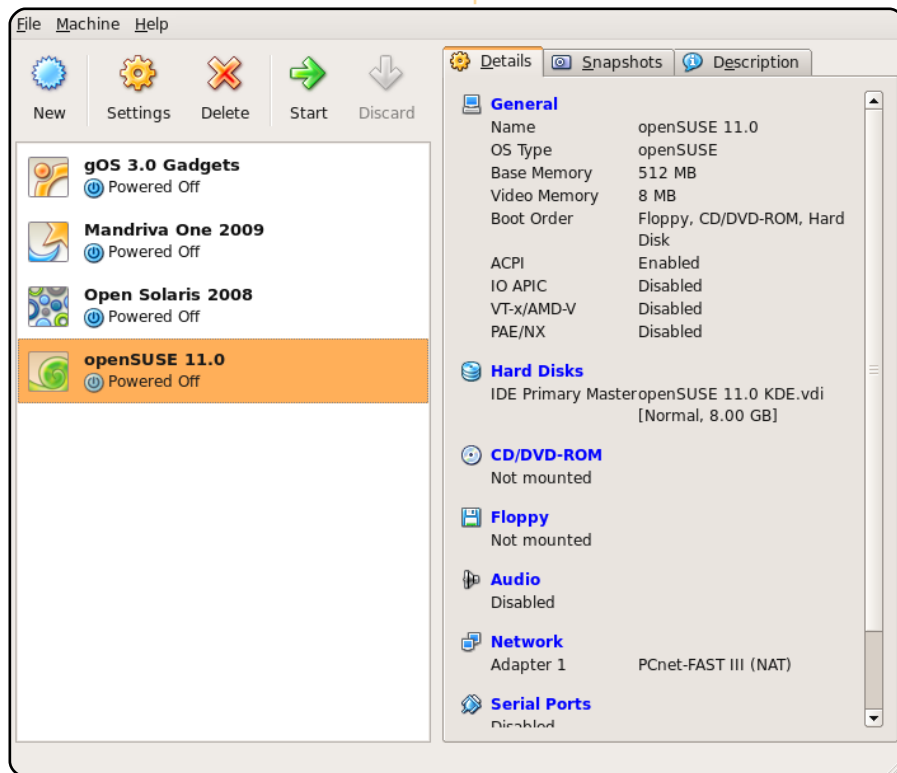 File Machine Help
New Settings Delete Start Discard
gOS 3.0 Gadgets
Powered Off
Mandriva One 2009
Powered Off
Open Solaris 2008
Powered Off
openSUSE 11.0
Powered Off
Details Snapshots Description
General
Name openSUSE 11.0
OS Type openSUSE
Base Memory 512 MB
Video Memory 8 MB
Boot Order Floppy, CD/DVD-ROM, Hard
Disk
ACPI Enabled
IO APIC Disabled
VT-x/AMD-V Disabled
PAE/NX Disabled
Hard Disks
IDE Primary Master openSUSE 11.0 KDE.vdi
[Normal, 8.00 GB]
CD/DVD-ROM
Not mounted
Floppy
Not mounted
Audio
Disabled
Network
Adapter 1 PCnet-FAST III (NAT)
Serial Ports
Disabled